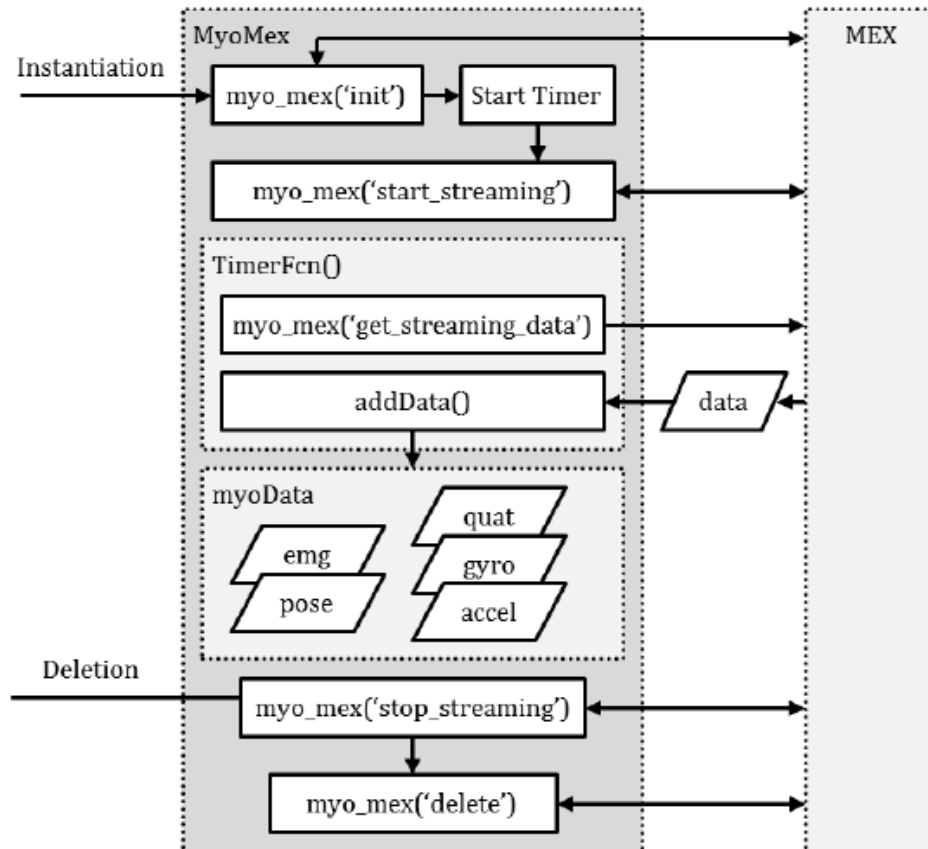 MyoMex
MEX
Instantiation
myo_mex(‘init’)
Start Timer
myo_mex(‘start_streaming’)
TimerFcn()
myo_mex(‘get_streaming_data’)
addData()
data
myoData
quat
emg
gyro
pose
accel
Deletion
myo_mex(‘stop_streaming’)
myo_mex(‘delete’)